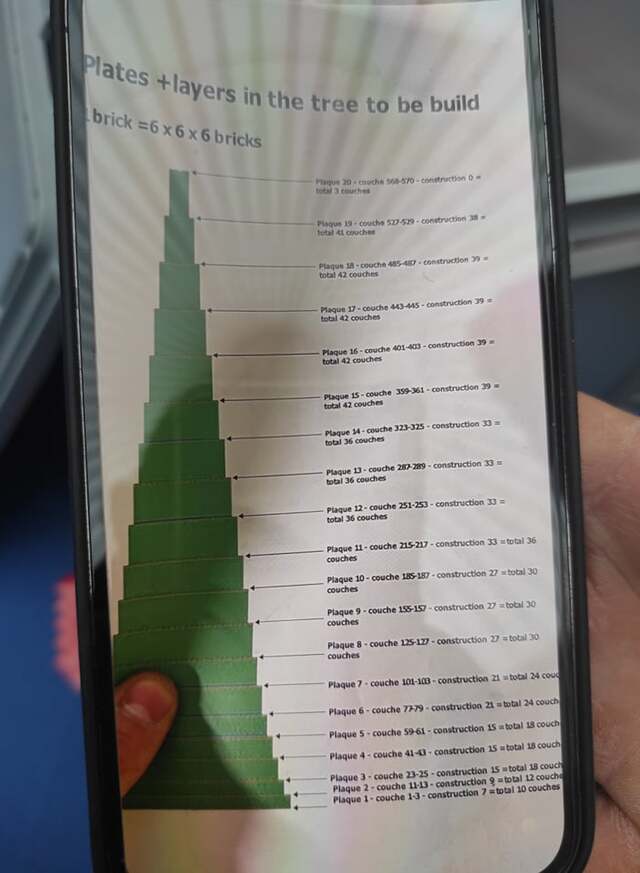 Plates +layers in the tree to be build
1 brick =6 x 6 x 6 bricks
Plaque 20 - couche 568-570 - construction 0 =
total 3 couches
Plaque 19 - couche 527-529 - construction 38 =
total 41 couches
Plaque 18 - couche 485-487 - construction 39 =
total 42 couches
Plaque 17 - couche 443-445 - construction 39 =
total 42 couches
Plaque 16 - couche 401-403 - construction 39 =
total 42 couches
Plaque 15 - couche 359-361 - construction 39 =
total 42 couches
Plaque 14 - couche 323-325 - construction 33 =
total 36 couches
Plaque 13 - couche 287-289 - construction 33 =
total 36 couches
Plaque 12 - couche 251-253 - construction 33 =
total 36 couches
Plaque 11 - couche 215-217 - construction 33 =total 36
couches
Plaque 10 - couche 185-187 - construction 27 =total 30
couches
Plaque 9 - couche 155-157 - construction 27 =total 30
couches
Plaque 8 - couche 125-127 - construction 27 =total 30
couches
Plaque 7 - couche 101-103 - construction 21 =total 24 couc
Plaque 6 - couche 77-79 - construction 21 =total 24 couch
Plaque 5 - couche 59-61 - construction 15 =total 18 couch
Plaque 4 - couche 41-43 - construction 15 =total 18 couch
Plaque 3 - couche 23-25 - construction 15 =total 18 couch
Plaque 2 - couche 11-13 - construction 9 =total 12 couche
Plaque 1 - couche 1-3 - construction 7 =total 10 couches